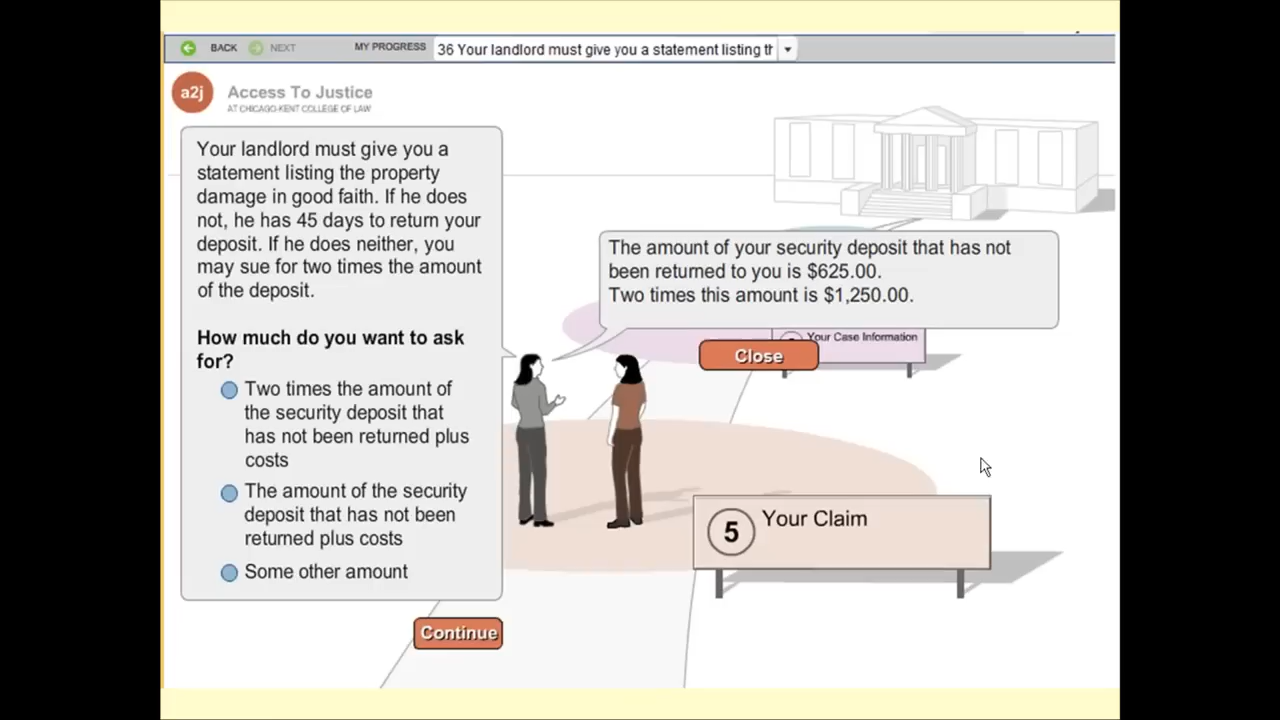 BACK NEXT MY PROGRESS 36 Your landlord must give you a statement listing th
a2j Access To Justice
AT CHICAGO-KENT COLLEGE OF LAW
Your landlord must give you a
statement listing the property
damage in good faith. If he does
not, he has 45 days to return your
deposit. If he does neither, you
may sue for two times the amount
of the deposit.
How much do you want to ask
for?
Two times the amount of
the security deposit that
has not been returned plus
costs
The amount of the security
deposit that has not been
returned plus costs
Some other amount
Continue
The amount of your security deposit that has not
been returned to you is $625.00.
Two times this amount is $1,250.00.
Close
Your Case Information
5 Your Claim